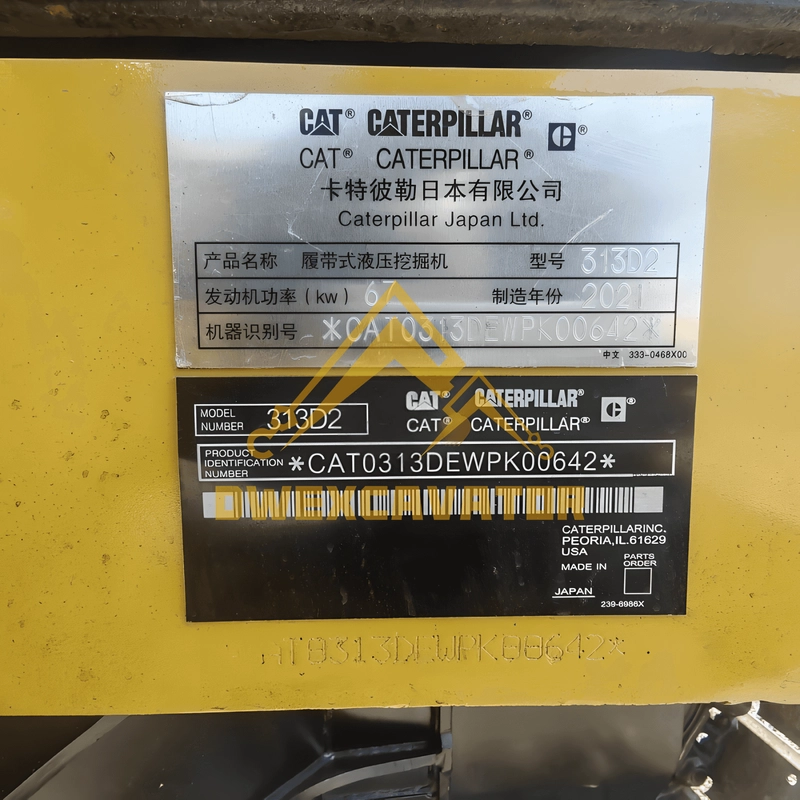 CAT® CATERPILLAR® C®
CAT® CATERPILLAR®
卡特彼勒日本有限公司
Caterpillar Japan Ltd.
产品名称 履带式液压挖掘机 型号 313D2
发动机功率(kw) 67 制造年份 2021
机器识别号 *CAT0313DEWPK00642*
中文 333-0468X00
MODEL NUMBER 313D2
CAT® CATERPILLAR® C®
CAT® CATERPILLAR®
PRODUCT IDENTIFICATION NUMBER *CAT0313DEWPK00642*
DWEXCAVATOR
CATERPILLAR INC.
PEORIA, IL.61629
USA
MADE IN
JAPAN
PARTS ORDER
239-6986X
AT0313DEWPK00642*